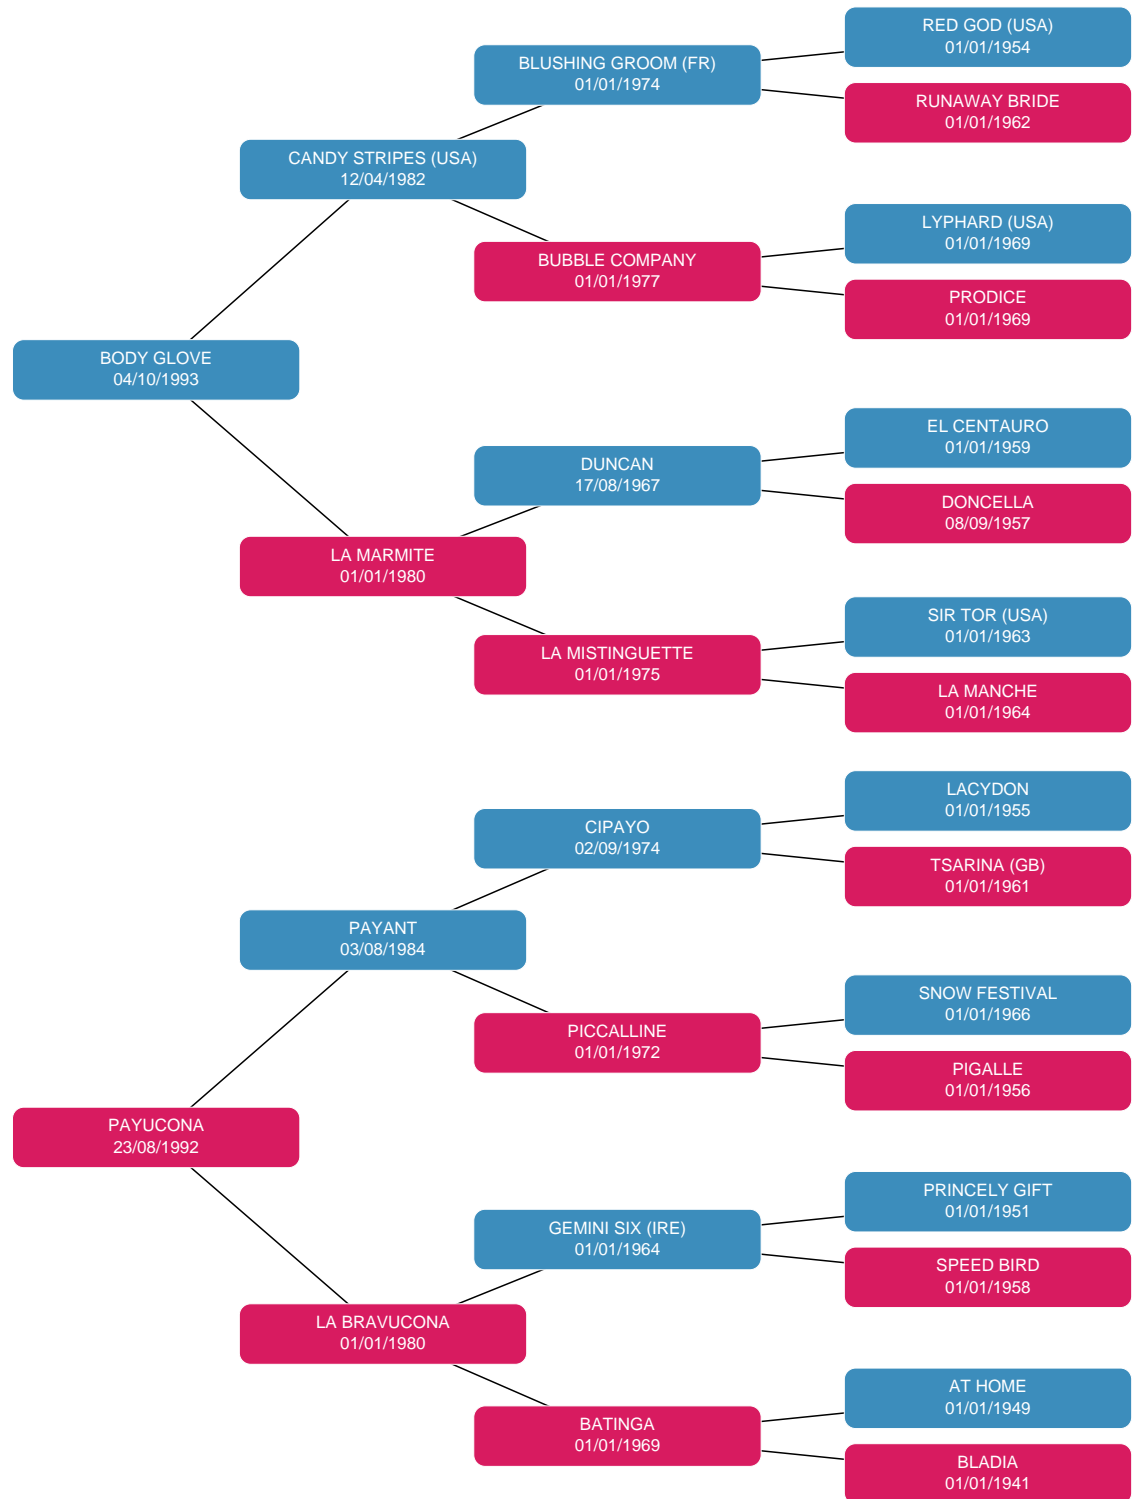 RED GOD (USA)
01/01/1954
BLUSHING GROOM (FR)
01/01/1974
RUNAWAY BRIDE
01/01/1962
CANDY STRIPES (USA)
12/04/1982
LYPHARD (USA)
01/01/1969
BUBBLE COMPANY
01/01/1977
PRODICE
01/01/1969
BODY GLOVE
04/10/1993
EL CENTAURO
01/01/1959
DUNCAN
17/08/1967
DONCELLA
08/09/1957
LA MARMITE
01/01/1980
SIR TOR (USA)
01/01/1963
LA MISTINGUETTE
01/01/1975
LA MANCHE
01/01/1964
LACYDON
01/01/1955
CIPAYO
02/09/1974
TSARINA (GB)
01/01/1961
PAYANT
03/08/1984
SNOW FESTIVAL
01/01/1966
PICCALLINE
01/01/1972
PIGALLE
01/01/1956
PAYUCONA
23/08/1992
PRINCELY GIFT
01/01/1951
GEMINI SIX (IRE)
01/01/1964
SPEED BIRD
01/01/1958
LA BRAVUCONA
01/01/1980
AT HOME
01/01/1949
BATINGA
01/01/1969
BLADIA
01/01/1941